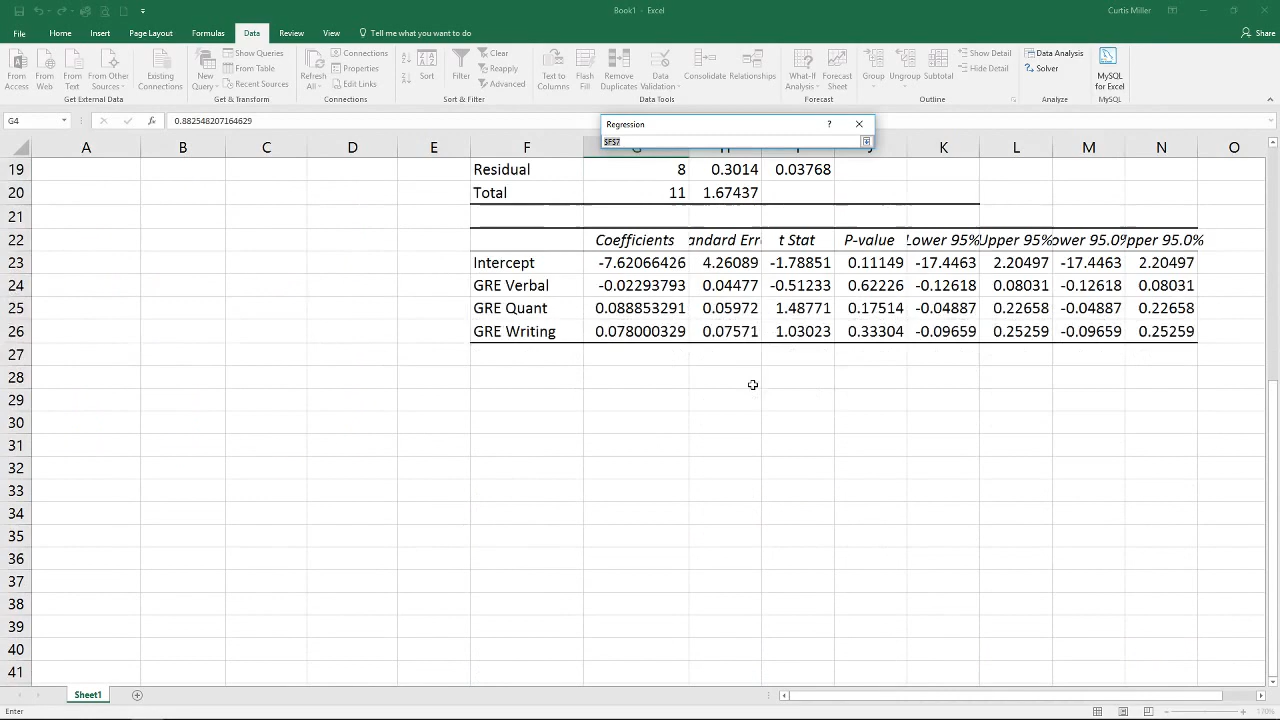 Book1 - Excel
Curtis Miller
File Home Insert Page Layout Formulas Data Review View Tell me what you want to do Share
From Access
From Web
From Text
From Other Sources
Existing Connections
Get External Data
New Query
Show Queries
From Table
Recent Sources
Get & Transform
Refresh All
Connections
Properties
Edit Links
Connections
Sort
Filter
Clear
Reapply
Advanced
Sort & Filter
Text to Columns
Flash Fill
Remove Duplicates
Data Validation
Consolidate
Relationships
Data Tools
What-If Analysis
Forecast Sheet
Forecast
Group
Ungroup
Subtotal
Show Detail
Hide Detail
Outline
Data Analysis
Solver
Analyze
MySQL for Excel
MySQL
G4 fx 0.882548207164629
Regression ? ×
$F$7
A B C D E F H K L M N O
19 Residual 8 0.3014 0.03768
20 Total 11 1.67437
21
22 Coefficients andard Err t Stat P-value Lower 95% Upper 95% ower 95.0% pper 95.0%
23 Intercept -7.62066426 4.26089 -1.78851 0.11149 -17.4463 2.20497 -17.4463 2.20497
24 GRE Verbal -0.02293793 0.04477 -0.51233 0.62226 -0.12618 0.08031 -0.12618 0.08031
25 GRE Quant 0.088853291 0.05972 1.48771 0.17514 -0.04887 0.22658 -0.04887 0.22658
26 GRE Writing 0.078000329 0.07571 1.03023 0.33304 -0.09659 0.25259 -0.09659 0.25259
27
28
29
30
31
32
33
34
35
36
37
38
39
40
41
Sheet1
Enter
170%